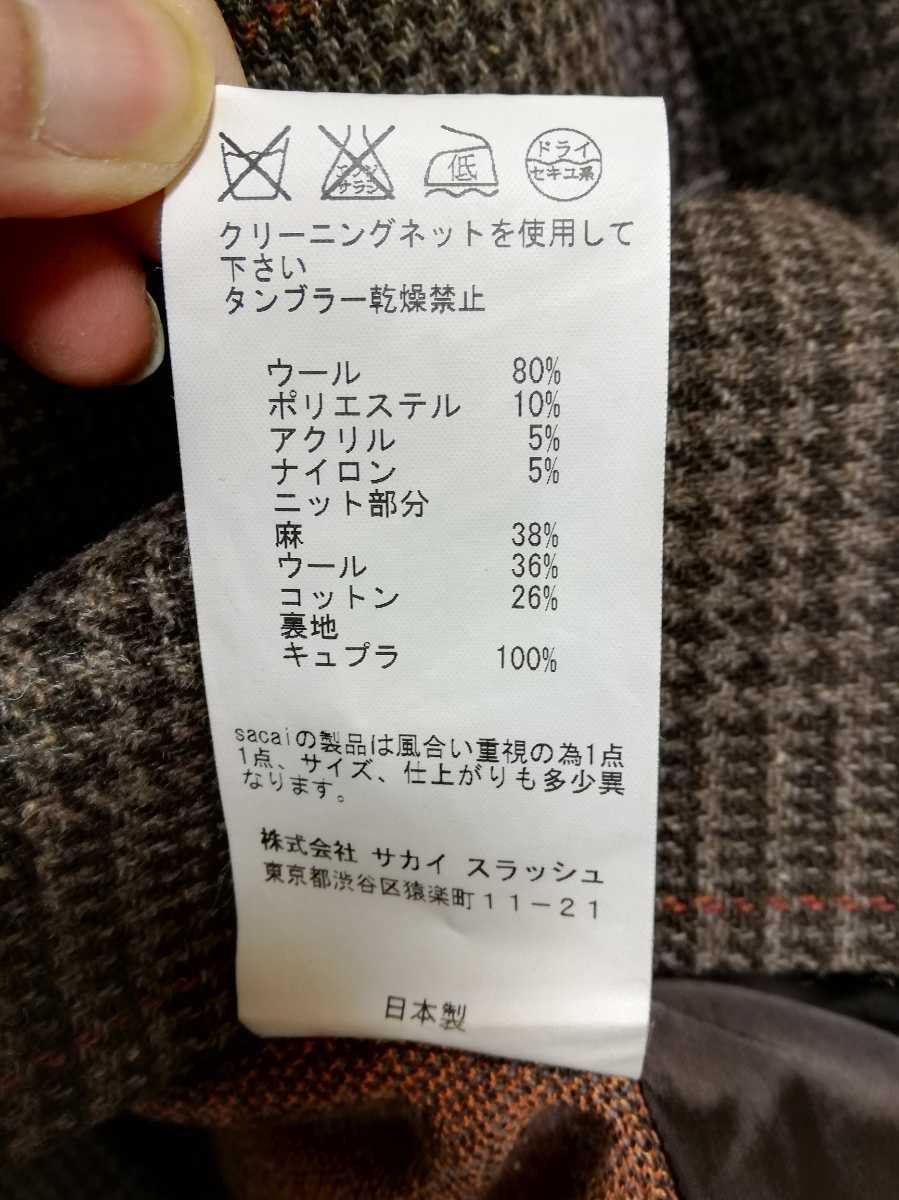 エンソ
サラシ
低
ドライ
セキユ系
クリーニングネットを使用して
下さい
タンブラー乾燥禁止
ウール 80%
ポリエステル 10%
アクリル 5%
ナイロン 5%
ニット部分
麻 38%
ウール 36%
コットン 26%
裏地
キュプラ 100%
sacaiの製品は風合い重視の為1点
1点、サイズ、仕上がりも多少異
なります。
株式会社 サカイ スラッシュ
東京都渋谷区猿楽町11-21
日本製